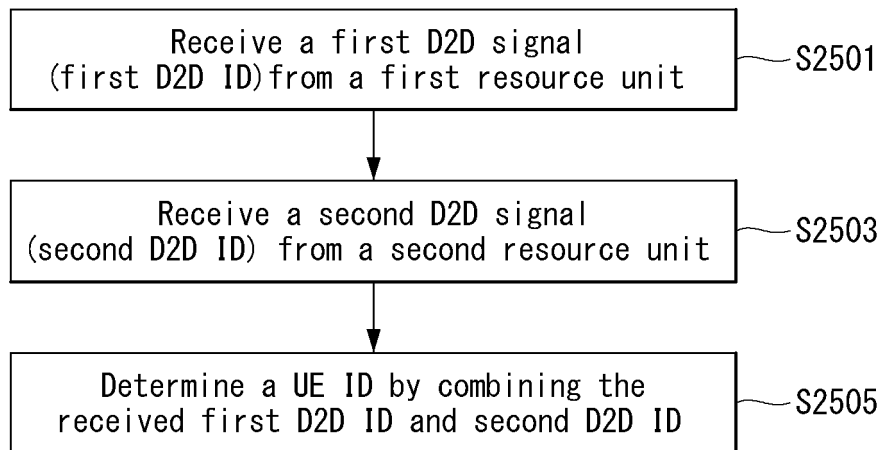 Receive a first D2D signal
(first D2D ID)from a first resource unit
S2501
Receive a second D2D signal
(second D2D ID) from a second resource unit
S2503
Determine a UE ID by combining the
received first D2D ID and second D2D ID
S2505